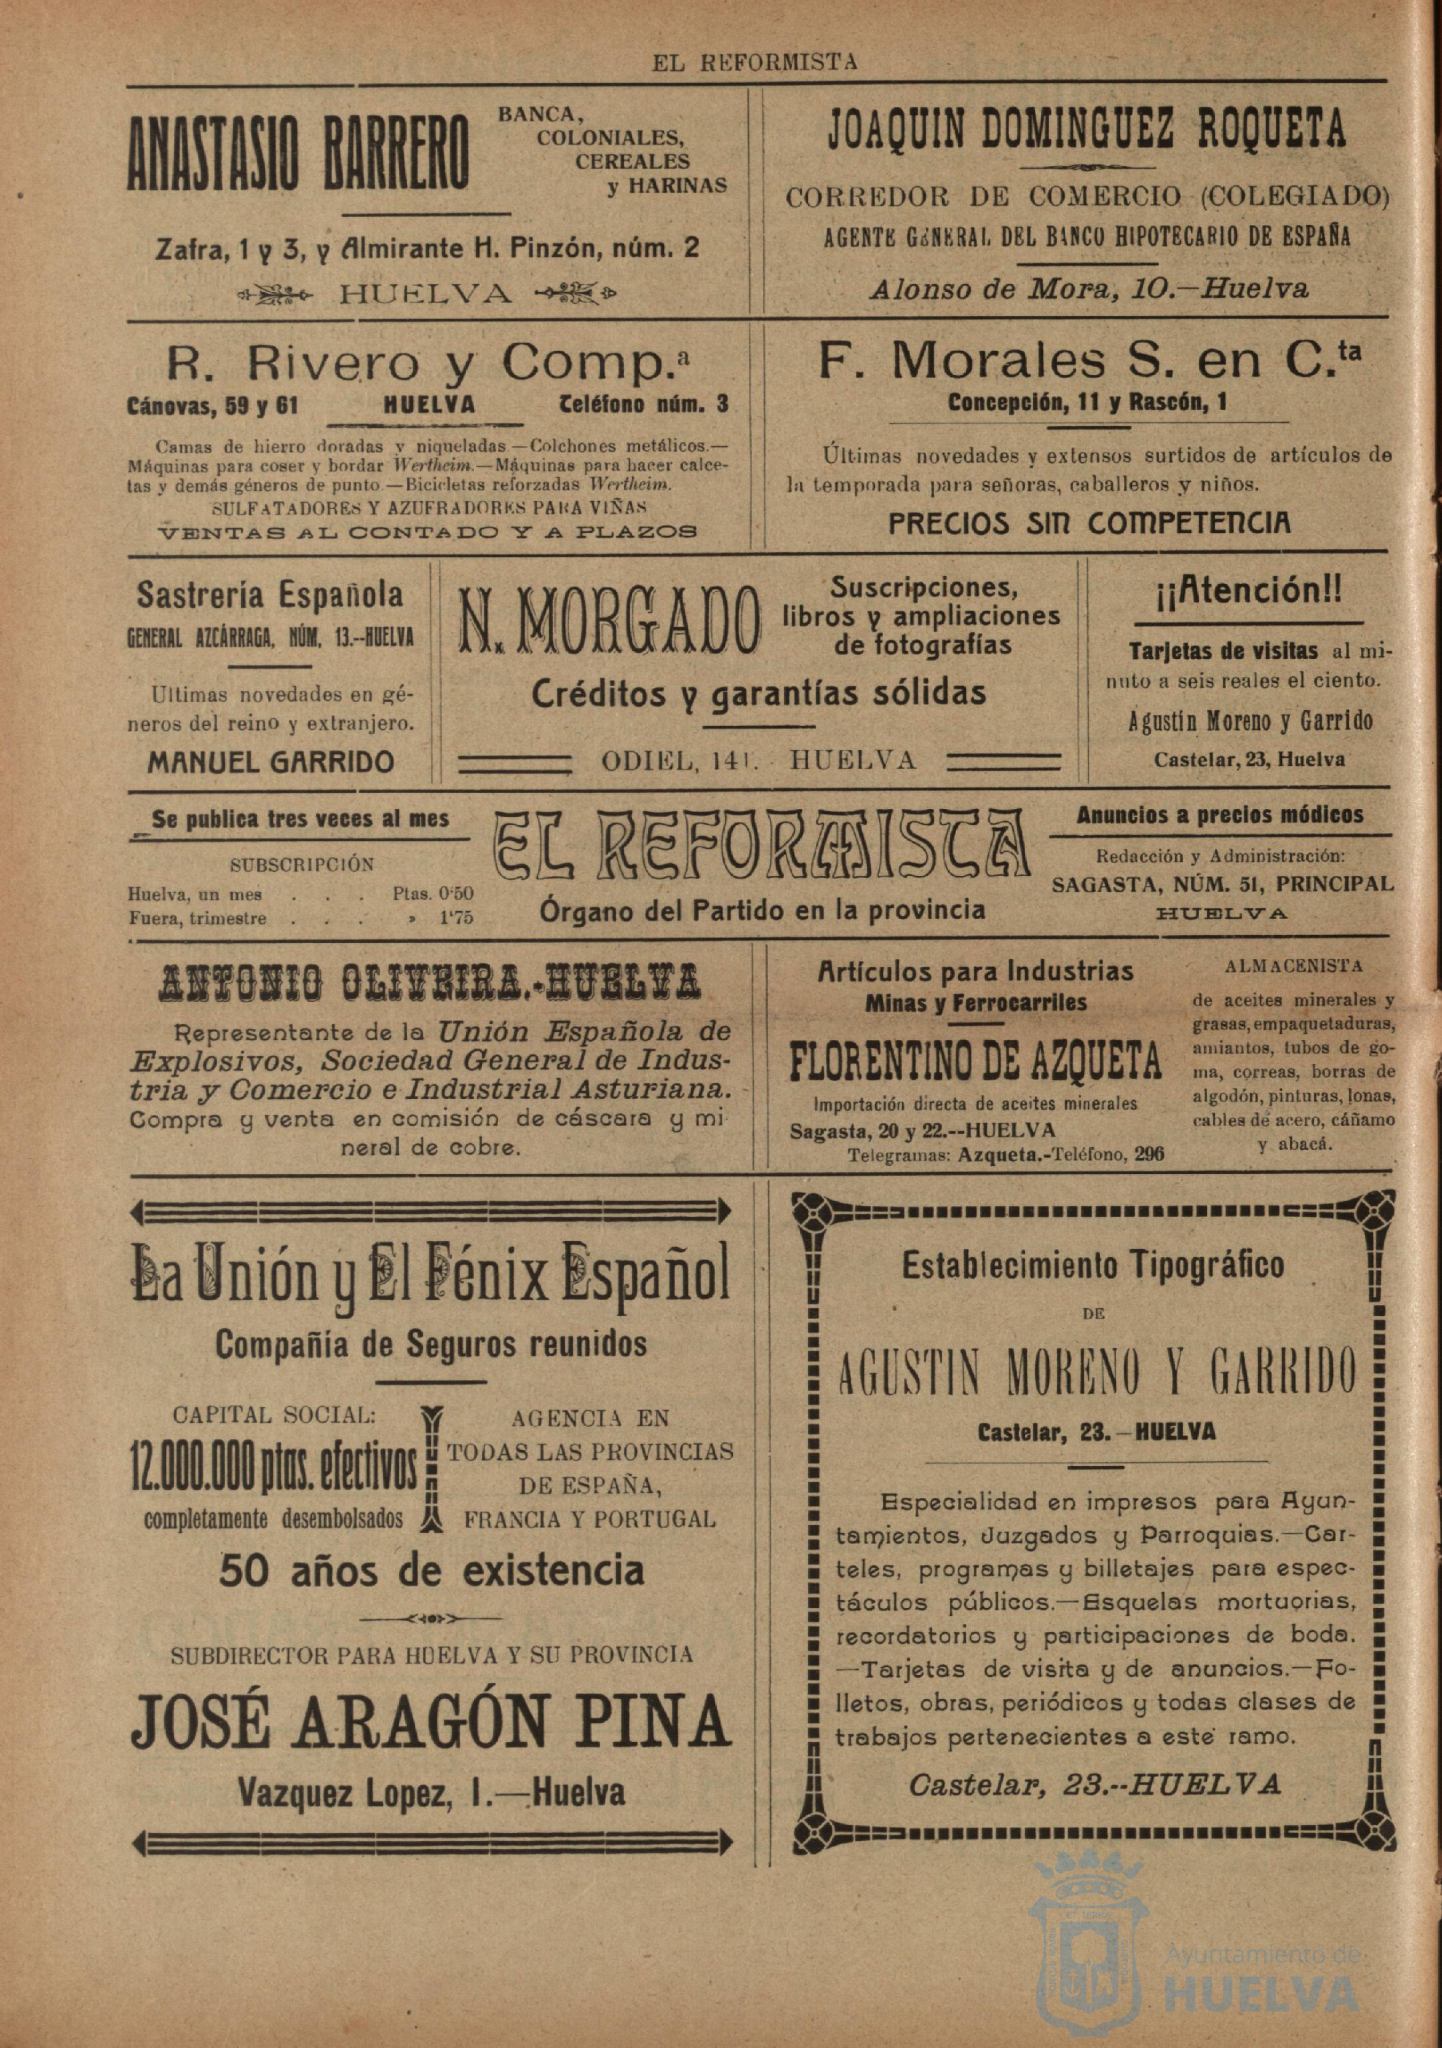 EL REFORMISTA
ANASTASIO BARRERO
BANCA,
COLONIALES,
CEREALES
y HARINAS
Zafra, 1 y 3, y Almirante H. Pinzón, núm. 2
HUELVA
JOAQUIN DOMINGUEZ ROQUETA
CORREDOR DE COMERCIO (COLEGIADO)
AGENTE GENERAL DEL BANCO HIPOTECARIO DE ESPAÑA
Alonso de Mora, 10.—Huelva
R. Rivero y Comp.ª
Cánovas, 59 y 61 HUELVA Teléfono núm. 3
Camas de hierro doradas y niqueladas—Colchones metálicos.—
Máquinas para coser y bordar Wertheim.—Máquinas para hacer calce-
tas y demás géneros de punto.—Bicicletas reforzadas Wertheim.
SULFATADORES Y AZUFRADORES PARA VIÑAS
VENTAS AL CONTADO Y A PLAZOS
F. Morales S. en C.ta
Concepción, 11 y Rascón, 1
Últimas novedades y extensos surtidos de artículos de
la temporada para señoras, caballeros y niños.
PRECIOS SIN COMPETENCIA
Sastrería Española
GENERAL AZCÁRRAGA, NÚM. 13.--HUELVA
Ultimas novedades en gé-
neros del reino y extranjero.
MANUEL GARRIDO
N. MORGADO
Suscripciones,
libros y ampliaciones
de fotografías
Créditos y garantías sólidas
ODIEL, 141. - HUELVA
¡¡Atención!!
Tarjetas de visitas al mi-
nuto a seis reales el ciento.
Agustín Moreno y Garrido
Castelar, 23, Huelva
Se publica tres veces al mes
SUBSCRIPCIÓN
Huelva, un mes . . . Ptas. 0'50
Fuera, trimestre . . . » 1'75
EL REFORMISTA
Órgano del Partido en la provincia
Anuncios a precios módicos
Redacción y Administración:
SAGASTA, NÚM. 51, PRINCIPAL
HUELVA
ANTONIO OLIVEIRA.-HUELVA
Representante de la Unión Española de
Explosivos, Sociedad General de Indus-
tria y Comercio e Industrial Asturiana.
Compra y venta en comisión de cáscara y mi
neral de cobre.
Artículos para Industrias
Minas y Ferrocarriles
FLORENTINO DE AZQUETA
Importación directa de aceites minerales
Sagasta, 20 y 22.--HUELVA
Telegramas: Azqueta.-Teléfono, 296
ALMACENISTA
de aceites minerales y
grasas, empaquetaduras,
amiantos, tubos de go-
ma, correas, borras de
algodón, pinturas, lonas,
cables de acero, cáñamo
y abacá.
La Unión y El Fénix Español
Compañía de Seguros reunidos
CAPITAL SOCIAL:
12.000.000 ptas. efectivos
completamente desembolsados
AGENCIA EN
TODAS LAS PROVINCIAS
DE ESPAÑA,
FRANCIA Y PORTUGAL
50 años de existencia
SUBDIRECTOR PARA HUELVA Y SU PROVINCIA
JOSÉ ARAGÓN PINA
Vazquez Lopez, 1.—Huelva
Establecimiento Tipográfico
DE
AGUSTIN MORENO Y GARRIDO
Castelar, 23.—HUELVA
Especialidad en impresos para Ayun-
tamientos, Juzgados y Parroquias.—Car-
teles, programas y billetajes para espec-
táculos públicos.—Esquelas mortuorias,
recordatorios y participaciones de boda.
—Tarjetas de visita y de anuncios.—Fo-
lletos, obras, periódicos y todas clases de
trabajos pertenecientes a este ramo.
Castelar, 23.--HUELVA
Ayuntamiento de
HUELVA